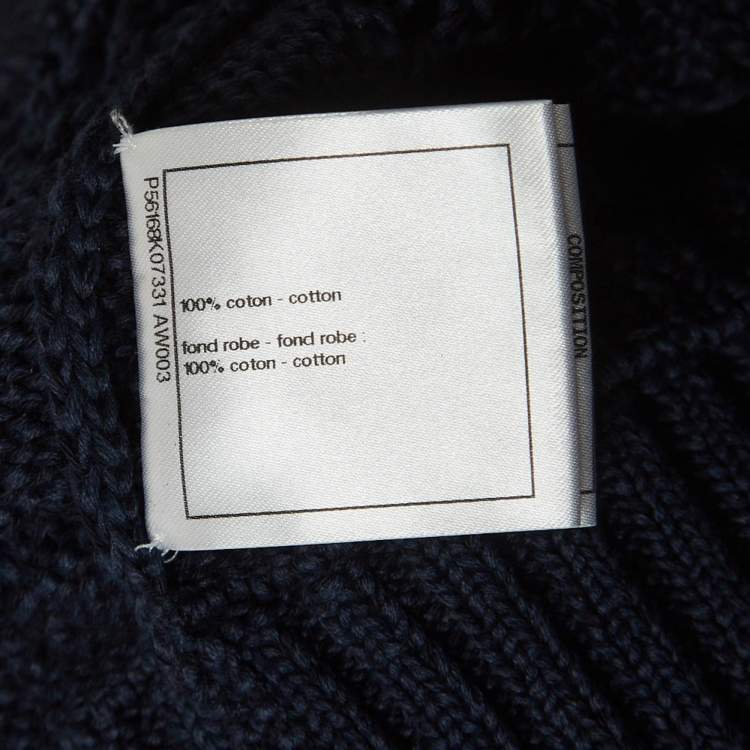 P56168K07331 AW003
100% coton - cotton
fond robe - fond robe :
100% coton - cotton
COMPOSITION